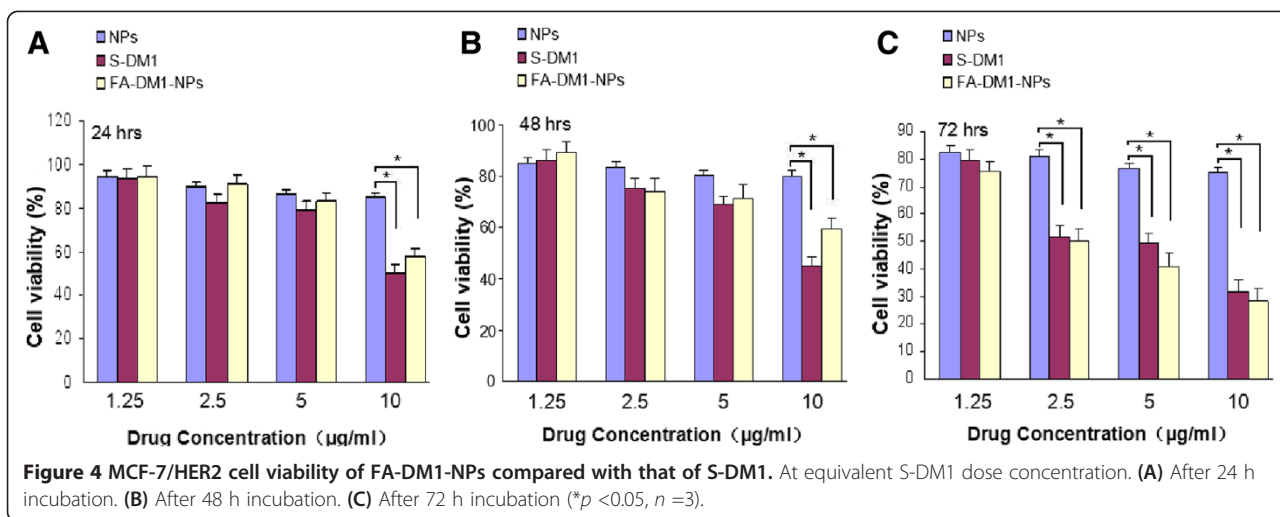 A
NPs
S-DM1
FA-DM1-NPs
24 hrs
120
100
80
60
40
20
0
Cell viability (%)
* *
1.25 2.5 5 10
Drug Concentration (μg/ml)
B
NPs
S-DM1
FA-DM1-NPs
48 hrs
100
80
60
40
20
0
Cell viability (%)
* *
1.25 2.5 5 10
Drug Concentration (μg/ml)
C
NPs
S-DM1
FA-DM1-NPs
72 hrs
90
80
70
60
50
40
30
20
10
0
Cell viability (%)
* * * * * *
1.25 2.5 5 10
Drug Concentration (μg/ml)
Figure 4 MCF-7/HER2 cell viability of FA-DM1-NPs compared with that of S-DM1. At equivalent S-DM1 dose concentration. (A) After 24 h
incubation. (B) After 48 h incubation. (C) After 72 h incubation (*p <0.05, n =3).